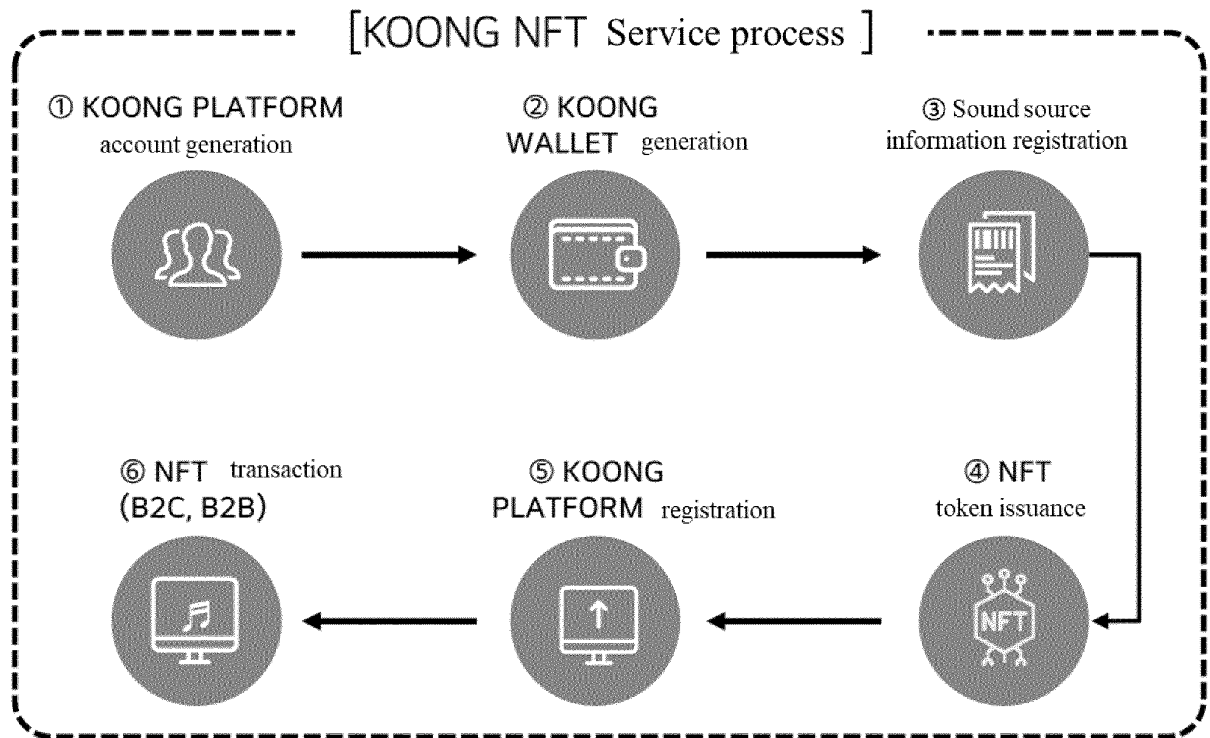 [KOONG NFT Service process ]
① KOONG PLATFORM
account generation
② KOONG
WALLET generation
③ Sound source
information registration
④ NFT
token issuance
NFT
⑤ KOONG
PLATFORM registration
⑥ NFT transaction
(B2C, B2B)